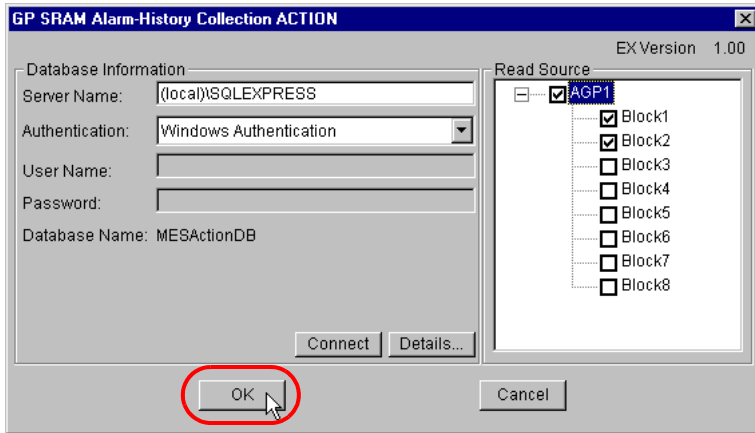 GP SRAM Alarm-History Collection ACTION
EX Version 1.00
Database Information
Server Name: (local)\SQLEXPRESS
Authentication: Windows Authentication
User Name:
Password:
Database Name: MESActionDB
Connect Details...
Read Source
AGP1
Block1
Block2
Block3
Block4
Block5
Block6
Block7
Block8
OK Cancel